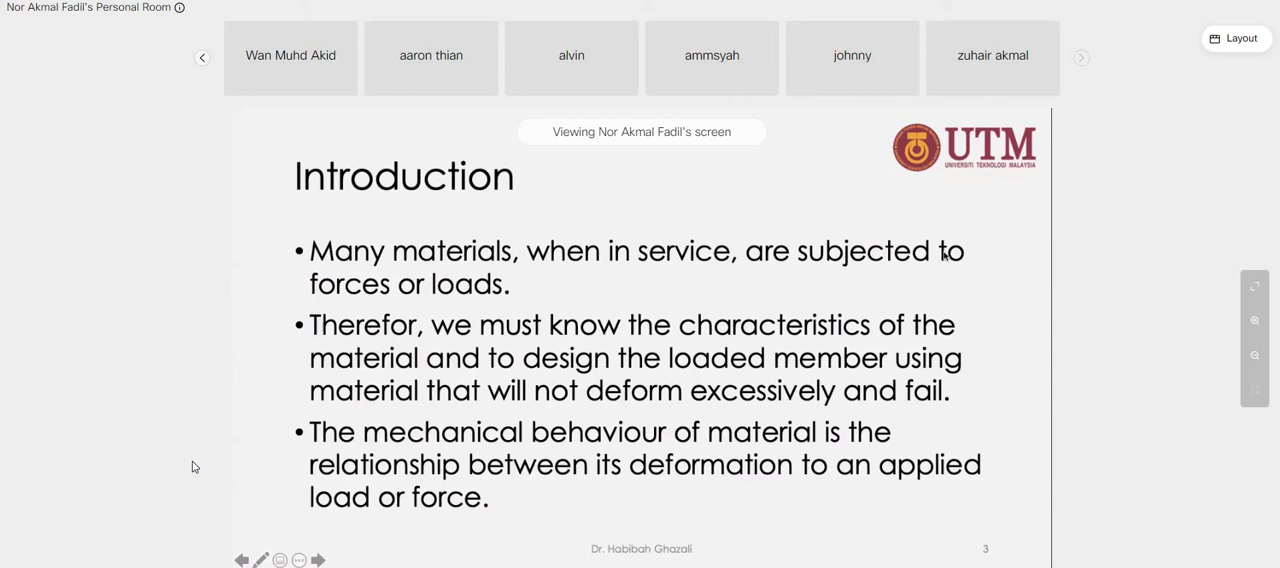 Nor Akmal Fadil's Personal Room
Wan Muhd Akid
aaron thian
alvin
ammsyah
johnny
zuhair akmal
Layout
Viewing Nor Akmal Fadil's screen
UTM
UNIVERSITI TEKNOLOGI MALAYSIA
Introduction
• Many materials, when in service, are subjected to
forces or loads.
• Therefor, we must know the characteristics of the
material and to design the loaded member using
material that will not deform excessively and fail.
• The mechanical behaviour of material is the
relationship between its deformation to an applied
load or force.
Dr. Habibah Ghazali
3